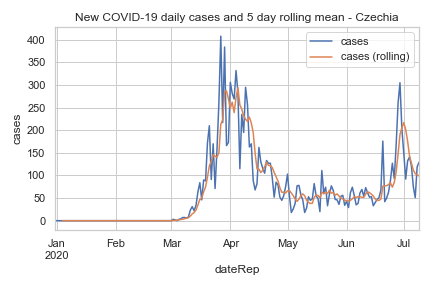 New COVID-19 daily cases and 5 day rolling mean - Czechia
cases
cases (rolling)
400
350
300
250
200
150
100
50
0
cases
Jan Feb Mar Apr May Jun Jul
2020
dateRep